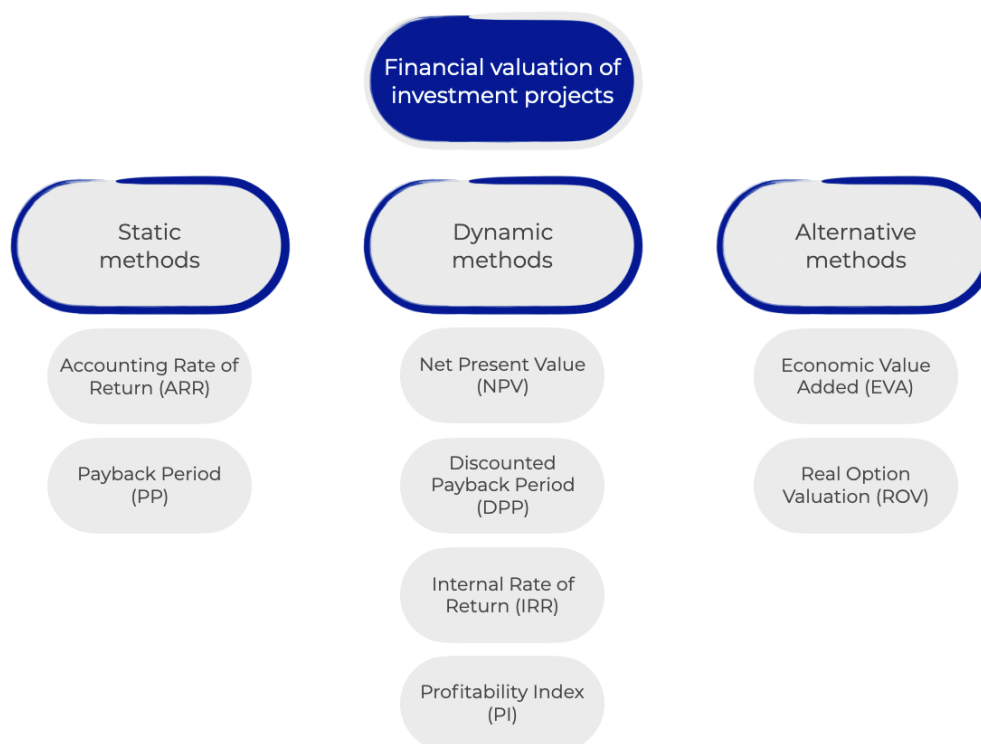 Financial valuation of
investment projects
Static
methods
Accounting Rate of
Return (ARR)
Payback Period
(PP)
Dynamic
methods
Net Present Value
(NPV)
Discounted
Payback Period
(DPP)
Internal Rate of
Return (IRR)
Profitability Index
(PI)
Alternative
methods
Economic Value
Added (EVA)
Real Option
Valuation (ROV)